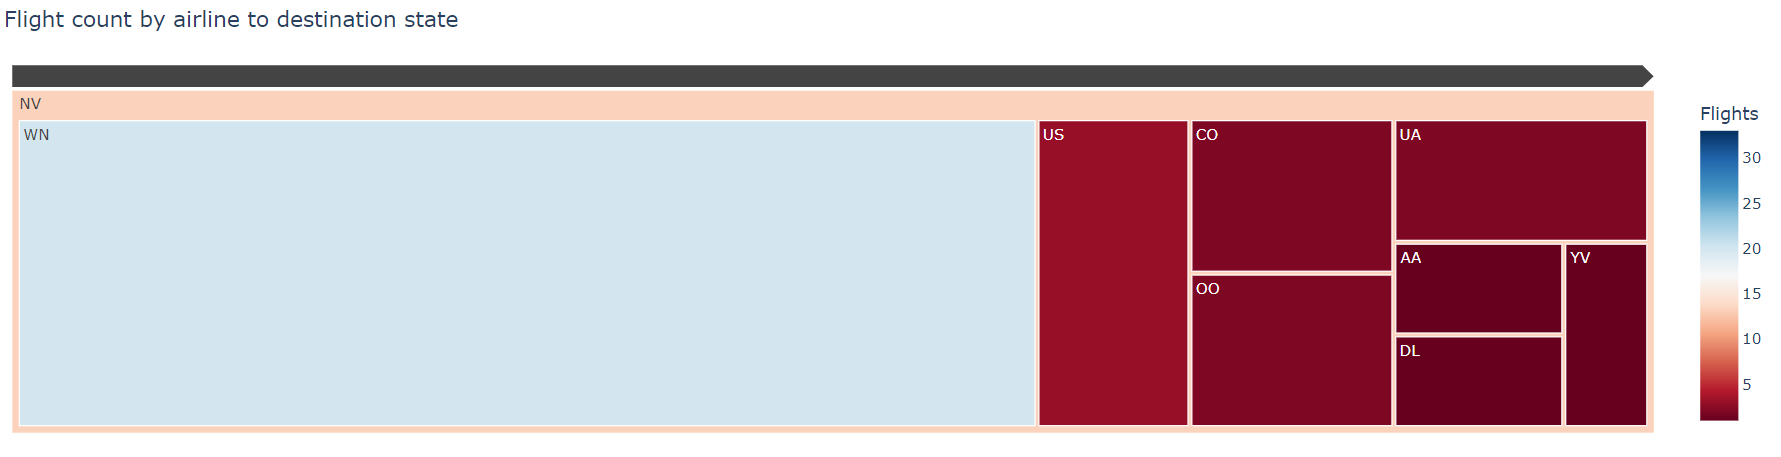 Flight count by airline to destination state
NV
WN
US
CO
UA
OO
AA
YV
DL
Flights
30
25
20
15
10
5